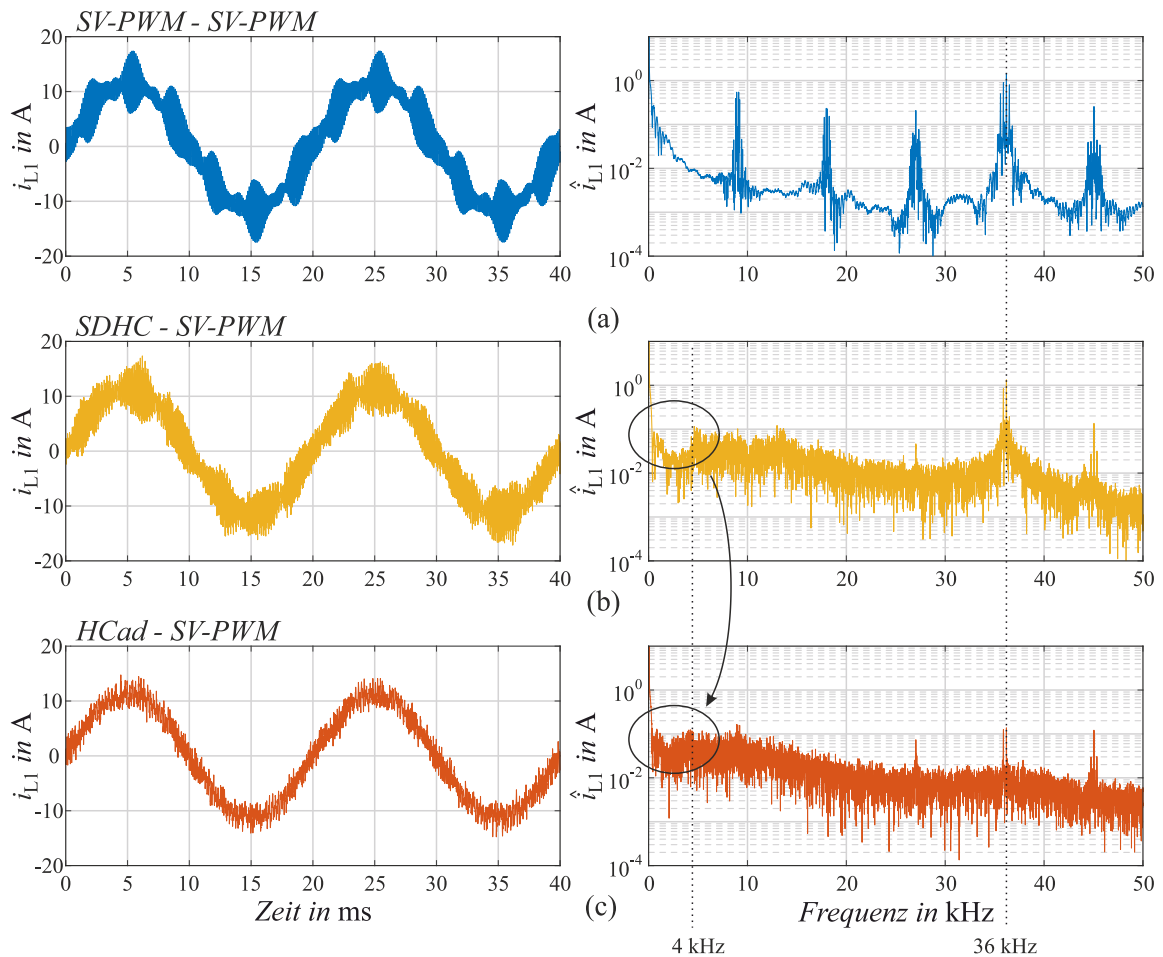 SV-PWM - SV-PWM
20
10
0
-10
-20
i_L1 in A
0 5 10 15 20 25 30 35 40
10^0
10^-2
10^-4
î_L1 in A
0 10 20 30 40 50
(a)
SDHC - SV-PWM
20
10
0
-10
-20
i_L1 in A
0 5 10 15 20 25 30 35 40
10^0
10^-2
10^-4
î_L1 in A
0 10 20 30 40 50
(b)
HCad - SV-PWM
20
10
0
-10
-20
i_L1 in A
0 5 10 15 20 25 30 35 40
Zeit in ms
10^0
10^-2
10^-4
î_L1 in A
0 10 20 30 40 50
Frequenz in kHz
(c)
4 kHz
36 kHz